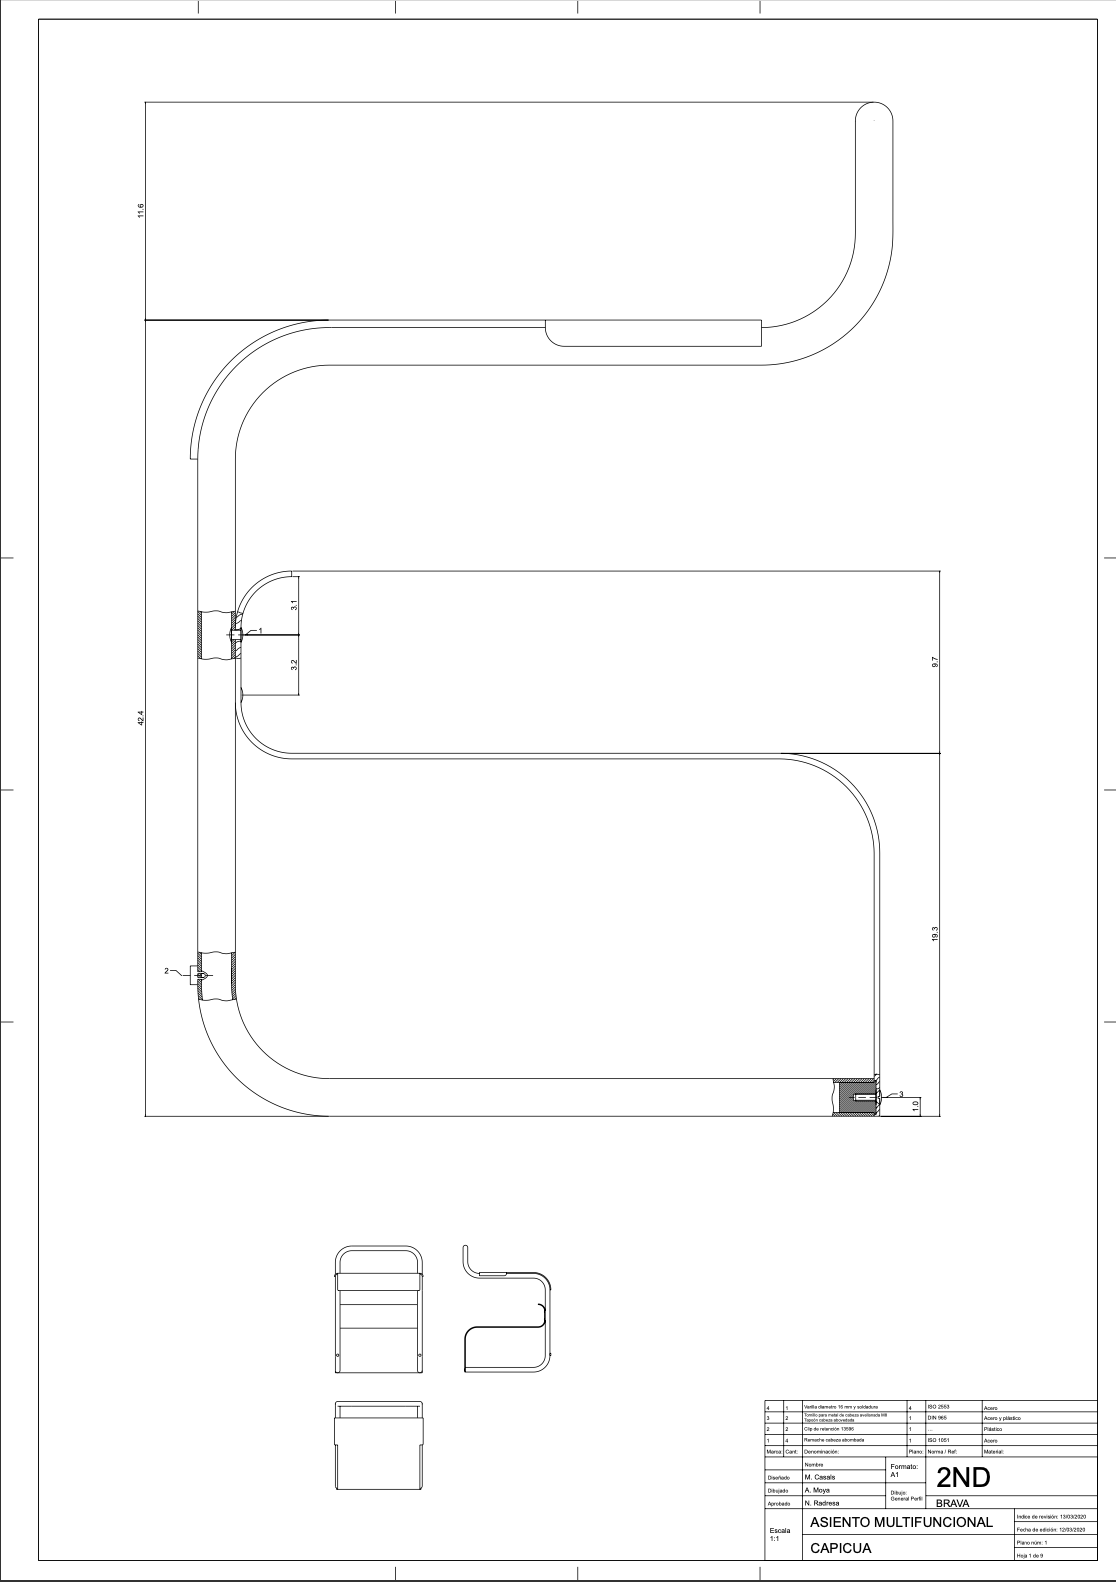 11.6
3.1
1
3.2
9.7
42.4
19.3
2
3
1.0
4 1 Varilla diametro 16 mm y soldadura 4 ISO 2553 Acero
3 2 Tornillo para metal de cabeza avellanada M8 1 DIN 965 Acero y plástico
Tapón cabeza abovedada
2 2 Clip de retención 13596 1 ... Plástico
1 4 Remache cabeza abombada 1 ISO 1051 Acero
Marca: Cant: Denominación: Plano: Norma / Ref: Material:
Nombre
Formato:
A1
2ND
Diseñado M. Casals
Dibujado A. Moya
Dibujo:
General Perfil
Aprobado N. Radresa
BRAVA
Escala
1:1
ASIENTO MULTIFUNCIONAL
Indice de revisión: 13/03/2020
Fecha de edición: 12/03/2020
CAPICUA
Plano núm: 1
Hoja 1 de 9